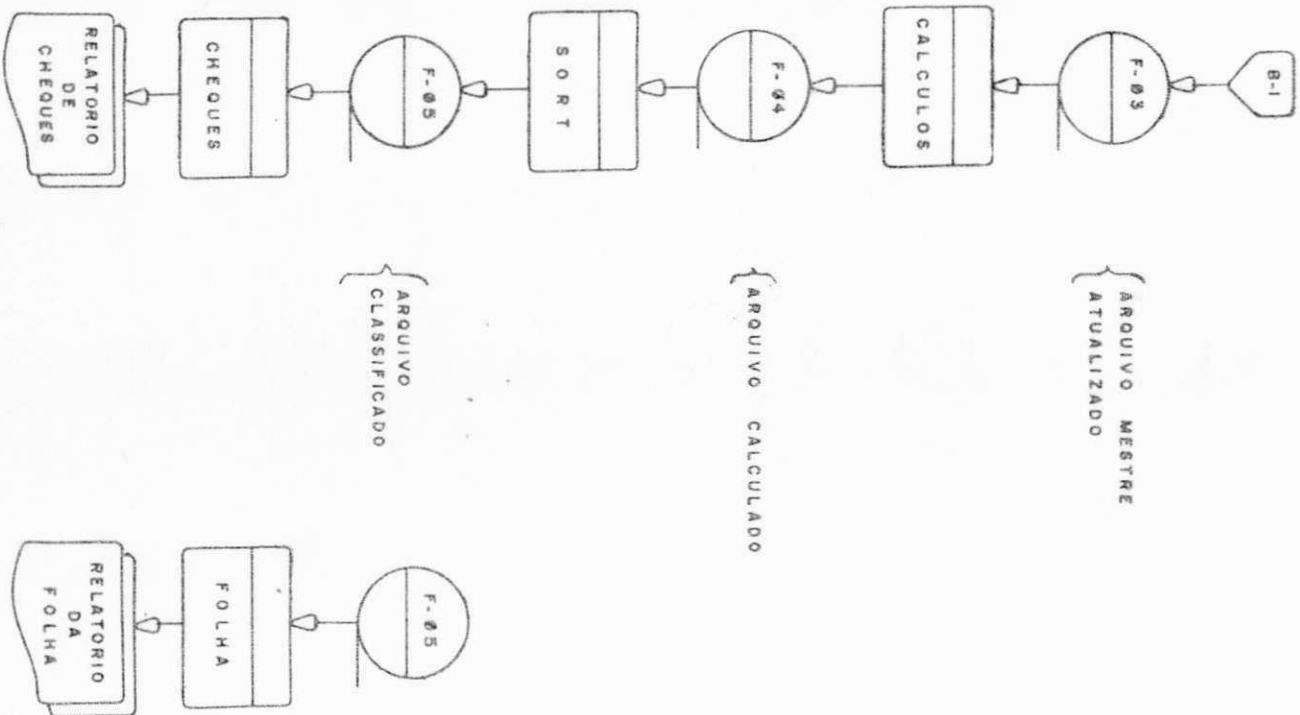 B-1
F-03
ARQUIVO MESTRE
ATUALIZADO
CALCULOS
F-04
ARQUIVO CALCULADO
SORT
F-05
ARQUIVO
CLASSIFICADO
CHEQUES
RELATORIO
DE
CHEQUES
F-05
FOLHA
RELATORIO
DA
FOLHA